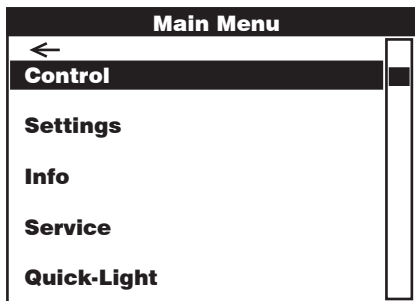 Main Menu
Control
Settings
Info
Service
Quick-Light